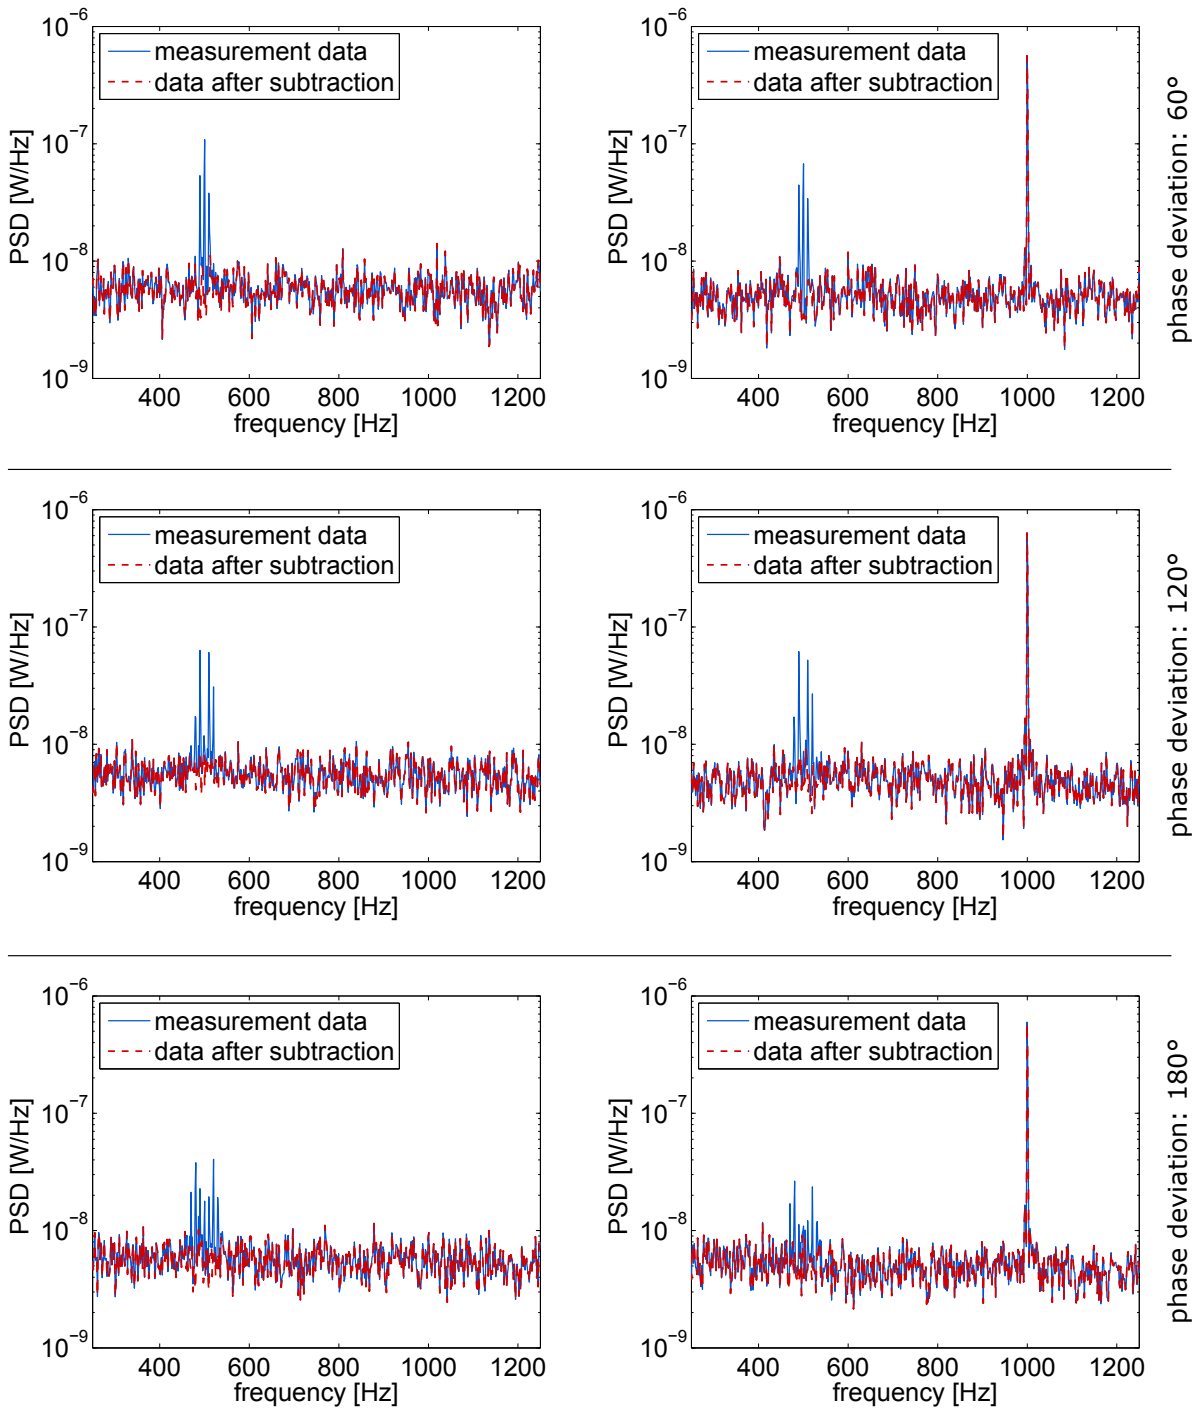 10⁻⁶
10⁻⁷
10⁻⁸
10⁻⁹
PSD [W/Hz]
measurement data
data after subtraction
400 600 800 1000 1200
frequency [Hz]
10⁻⁶
10⁻⁷
10⁻⁸
10⁻⁹
PSD [W/Hz]
measurement data
data after subtraction
400 600 800 1000 1200
frequency [Hz]
phase deviation: 60°
10⁻⁶
10⁻⁷
10⁻⁸
10⁻⁹
PSD [W/Hz]
measurement data
data after subtraction
400 600 800 1000 1200
frequency [Hz]
10⁻⁶
10⁻⁷
10⁻⁸
10⁻⁹
PSD [W/Hz]
measurement data
data after subtraction
400 600 800 1000 1200
frequency [Hz]
phase deviation: 120°
10⁻⁶
10⁻⁷
10⁻⁸
10⁻⁹
PSD [W/Hz]
measurement data
data after subtraction
400 600 800 1000 1200
frequency [Hz]
10⁻⁶
10⁻⁷
10⁻⁸
10⁻⁹
PSD [W/Hz]
measurement data
data after subtraction
400 600 800 1000 1200
frequency [Hz]
phase deviation: 180°